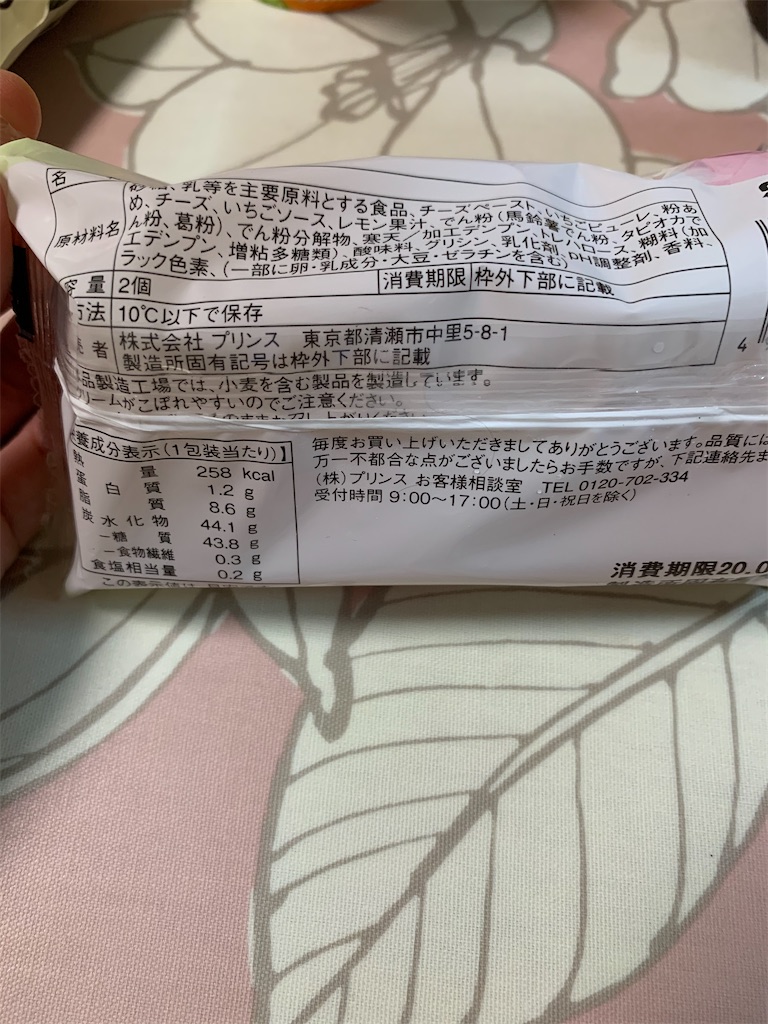 名
砂糖、乳等を主要原料とする食品、チーズペースト、いちごピューレ、粉あ
め、チーズ、いちごソース、レモン果汁、でん粉(馬鈴薯でん粉、タピオカで
原材料名
ん粉、葛粉)、でん粉分解物、寒天/加工デンプン、トレハロース、糊料(加
工デンプン、増粘多糖類)、酸味料、グリシン、乳化剤、pH調整剤、香料、
ラック色素、(一部に卵・乳成分・大豆・ゼラチンを含む)
容量 2個 消費期限 枠外下部に記載
方法 10℃以下で保存
者 株式会社 プリンス 東京都清瀬市中里5-8-1
製造所固有記号は枠外下部に記載
品製造工場では、小麦を含む製品を製造しています。
クリームがこぼれやすいのでご注意ください。
養成分表示(1包装当たり)】
熱量 258 kcal
蛋白質 1.2 g
脂質 8.6 g
炭水化物 44.1 g
−糖質 43.8 g
−食物繊維 0.3 g
食塩相当量 0.2 g
この表示値は、
毎度お買い上げいただきましてありがとうございます。品質には
万一不都合な点がございましたらお手数ですが、下記連絡先ま
(株)プリンス お客様相談室 TEL 0120-702-334
受付時間 9:00〜17:00(土・日・祝日を除く)
消費期限20.0
4